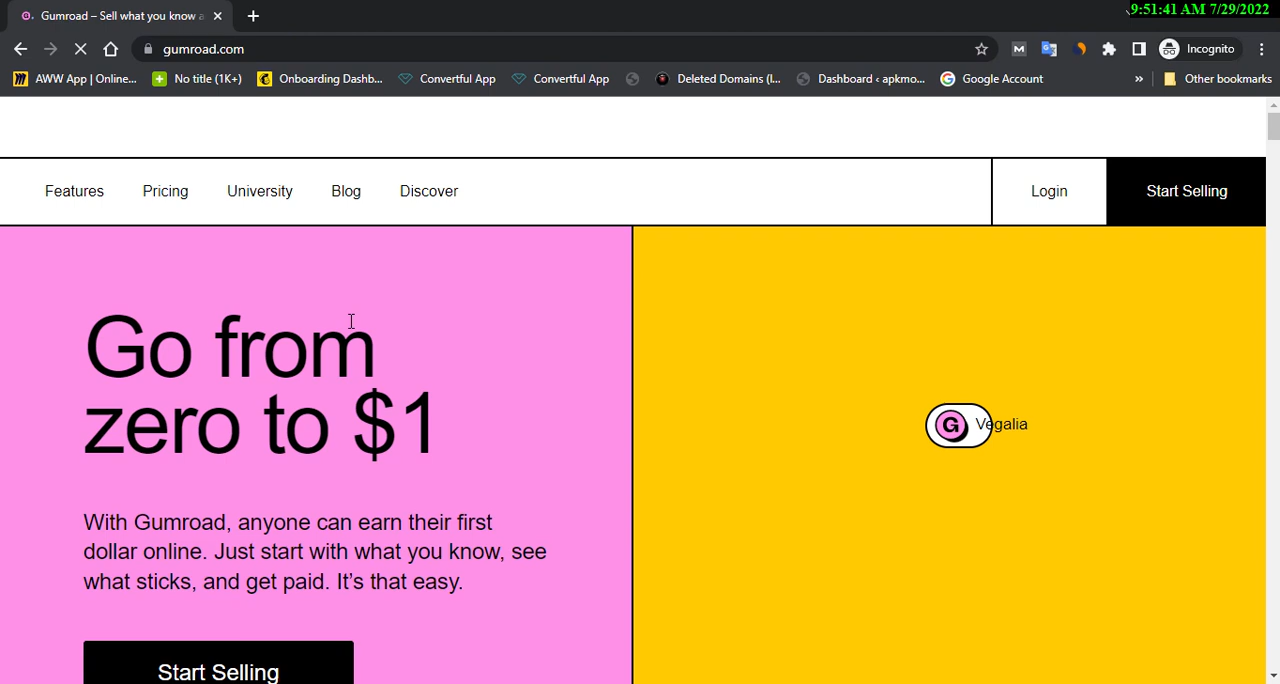 9:51:41 AM 7/29/2022
Gumroad – Sell what you know a
gumroad.com
M
Incognito
AWW App | Online...
No title (1K+)
Onboarding Dashb...
Convertful App
Convertful App
Deleted Domains (I...
Dashboard ‹ apkmo...
Google Account
»
Other bookmarks
Features
Pricing
University
Blog
Discover
Login
Start Selling
Go from
zero to $1
G Vegalia
With Gumroad, anyone can earn their first
dollar online. Just start with what you know, see
what sticks, and get paid. It’s that easy.
Start Selling